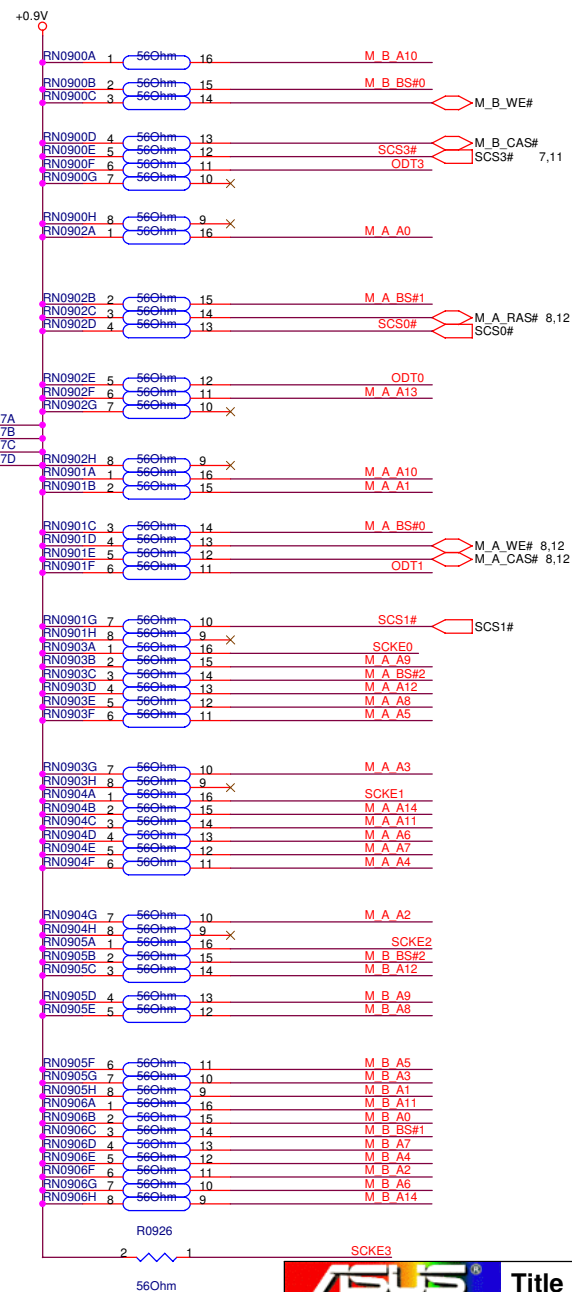 +0.9V
RN0900A 1 56Ohm 16 M_B_A10
RN0900B 2 56Ohm 15 M_B_BS#0
RN0900C 3 56Ohm 14 M_B_WE#
RN0900D 4 56Ohm 13 M_B_CAS#
RN0900E 5 56Ohm 12 SCS3# SCS3# 7,11
RN0900F 6 56Ohm 11 ODT3
RN0900G 7 56Ohm 10
RN0900H 8 56Ohm 9
RN0902A 1 56Ohm 16 M_A_A0
RN0902B 2 56Ohm 15 M_A_BS#1
RN0902C 3 56Ohm 14 M_A_RAS# 8,12
RN0902D 4 56Ohm 13 SCS0# SCS0#
RN0902E 5 56Ohm 12 ODT0
RN0902F 6 56Ohm 11 M_A_A13
RN0902G 7 56Ohm 10
7A
7B
7C
7D
RN0902H 8 56Ohm 9
RN0901A 1 56Ohm 16 M_A_A10
RN0901B 2 56Ohm 15 M_A_A1
RN0901C 3 56Ohm 14 M_A_BS#0
RN0901D 4 56Ohm 13 M_A_WE# 8,12
RN0901E 5 56Ohm 12 M_A_CAS# 8,12
RN0901F 6 56Ohm 11 ODT1
RN0901G 7 56Ohm 10 SCS1# SCS1#
RN0901H 8 56Ohm 9
RN0903A 1 56Ohm 16 SCKE0
RN0903B 2 56Ohm 15 M_A_A9
RN0903C 3 56Ohm 14 M_A_BS#2
RN0903D 4 56Ohm 13 M_A_A12
RN0903E 5 56Ohm 12 M_A_A8
RN0903F 6 56Ohm 11 M_A_A5
RN0903G 7 56Ohm 10 M_A_A3
RN0903H 8 56Ohm 9
RN0904A 1 56Ohm 16 SCKE1
RN0904B 2 56Ohm 15 M_A_A14
RN0904C 3 56Ohm 14 M_A_A11
RN0904D 4 56Ohm 13 M_A_A6
RN0904E 5 56Ohm 12 M_A_A7
RN0904F 6 56Ohm 11 M_A_A4
RN0904G 7 56Ohm 10 M_A_A2
RN0904H 8 56Ohm 9
RN0905A 1 56Ohm 16 SCKE2
RN0905B 2 56Ohm 15 M_B_BS#2
RN0905C 3 56Ohm 14 M_B_A12
RN0905D 4 56Ohm 13 M_B_A9
RN0905E 5 56Ohm 12 M_B_A8
RN0905F 6 56Ohm 11 M_B_A5
RN0905G 7 56Ohm 10 M_B_A3
RN0905H 8 56Ohm 9 M_B_A1
RN0906A 1 56Ohm 16 M_B_A11
RN0906B 2 56Ohm 15 M_B_A0
RN0906C 3 56Ohm 14 M_B_BS#1
RN0906D 4 56Ohm 13 M_B_A7
RN0906E 5 56Ohm 12 M_B_A4
RN0906F 6 56Ohm 11 M_B_A2
RN0906G 7 56Ohm 10 M_B_A6
RN0906H 8 56Ohm 9 M_B_A14
R0926
2 1 SCKE3
56Ohm
ASUS® Title